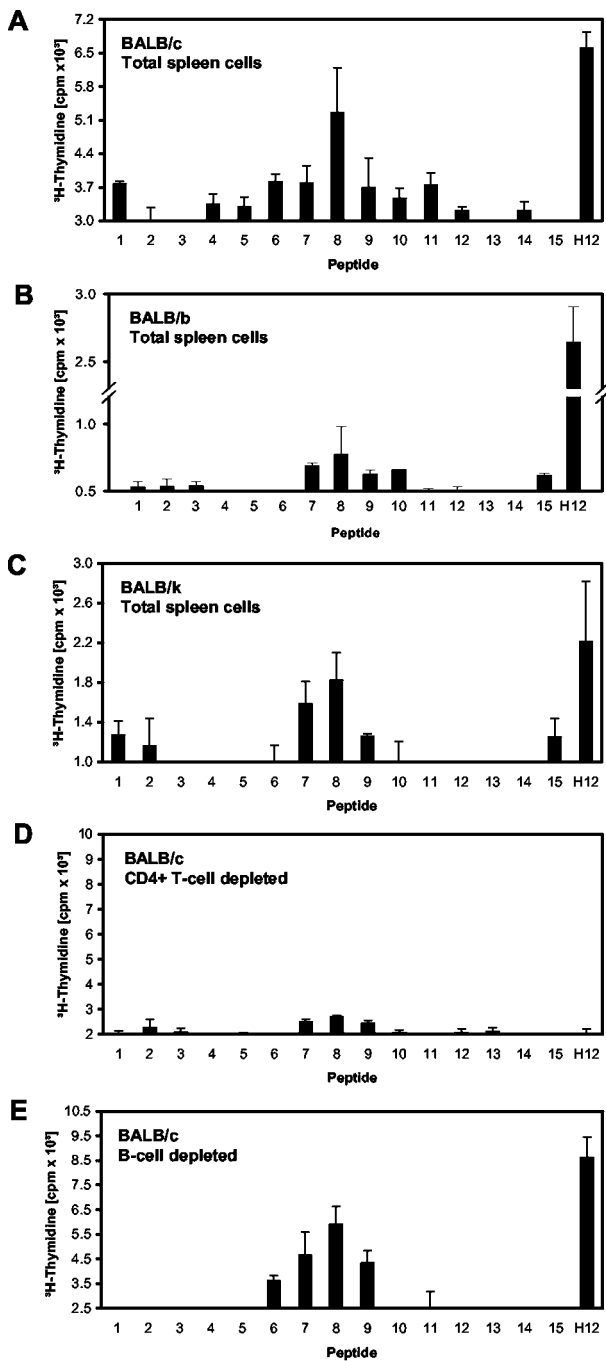 A
BALB/c
Total spleen cells
³H-Thymidine [cpm x10³]
7.2
6.5
5.8
5.1
4.4
3.7
3.0
1 2 3 4 5 6 7 8 9 10 11 12 13 14 15 H12
Peptide
B
BALB/b
Total spleen cells
³H-Thymidine [cpm x 10³]
3.0
2.5
1.0
0.5
1 2 3 4 5 6 7 8 9 10 11 12 13 14 15 H12
Peptide
C
BALB/k
Total spleen cells
³H-Thymidine [cpm x 10³]
3.0
2.6
2.2
1.8
1.4
1.0
1 2 3 4 5 6 7 8 9 10 11 12 13 14 15 H12
Peptide
D
BALB/c
CD4+ T-cell depleted
³H-Thymidine [cpm x 10³]
10
9
8
7
6
5
4
3
2
1 2 3 4 5 6 7 8 9 10 11 12 13 14 15 H12
Peptide
E
BALB/c
B-cell depleted
³H-Thymidine [cpm x 10³]
10.5
9.5
8.5
7.5
6.5
5.5
4.5
3.5
2.5
1 2 3 4 5 6 7 8 9 10 11 12 13 14 15 H12
Peptide